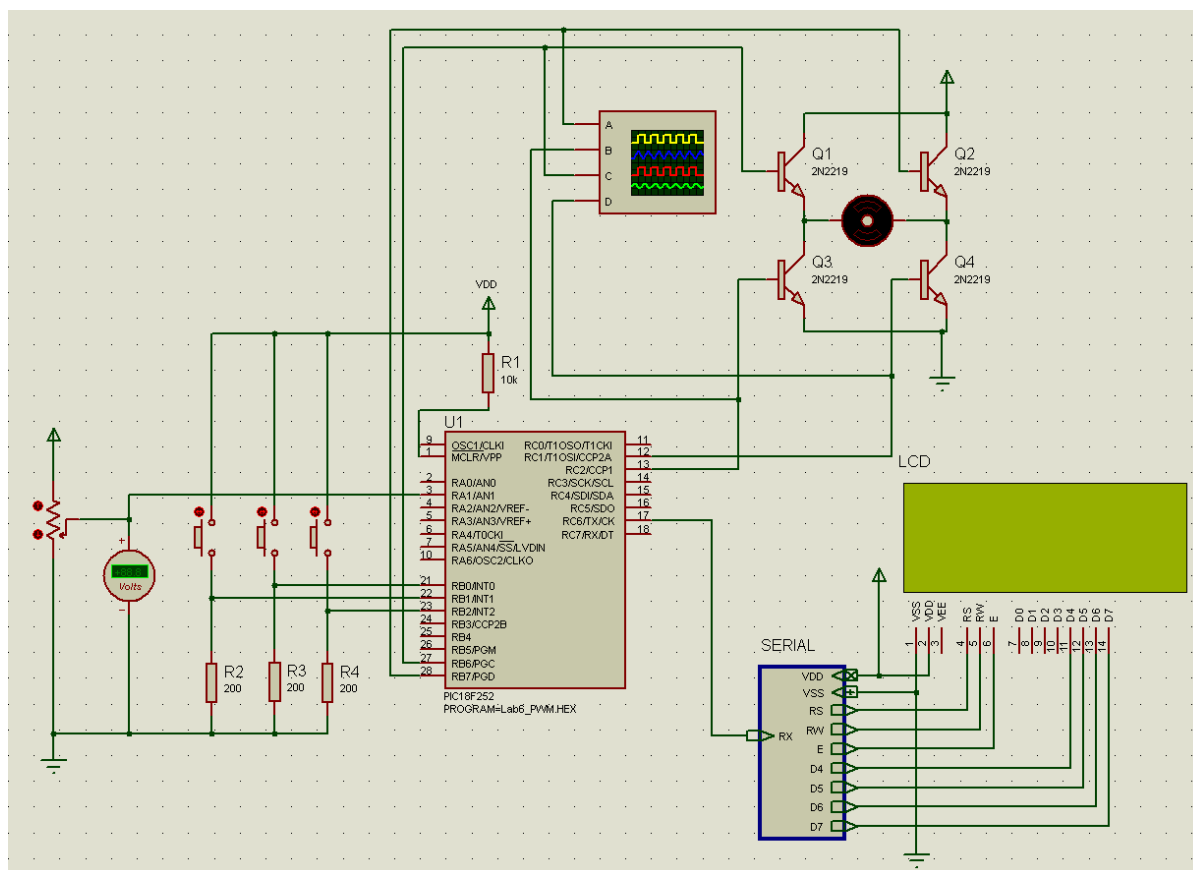 A
B
C
D
Q1
2N2219
Q2
2N2219
Q3
2N2219
Q4
2N2219
VDD
R1
10k
U1
9 OSC1/CLKI
1 MCLR/VPP
2 RA0/AN0
3 RA1/AN1
4 RA2/AN2/VREF-
5 RA3/AN3/VREF+
6 RA4/T0CKI
7 RA5/AN4/SS/LVDIN
10 RA6/OSC2/CLKO
21 RB0/INT0
22 RB1/INT1
23 RB2/INT2
24 RB3/CCP2B
25 RB4
26 RB5/PGM
27 RB6/PGC
28 RB7/PGD
RC0/T1OSO/T1CKI 11
RC1/T1OSI/CCP2A 12
RC2/CCP1 13
RC3/SCK/SCL 14
RC4/SDI/SDA 15
RC5/SDO 16
RC6/TX/CK 17
RC7/RX/DT 18
PIC18F252
PROGRAM=Lab6_PWM.HEX
+
Volts
-
R2
200
R3
200
R4
200
LCD
VSS VDD VEE RS RW E D0 D1 D2 D3 D4 D5 D6 D7
1 2 3 4 5 6 7 8 9 10 11 12 13 14
SERIAL
RX
VDD
VSS
RS
RW
E
D4
D5
D6
D7